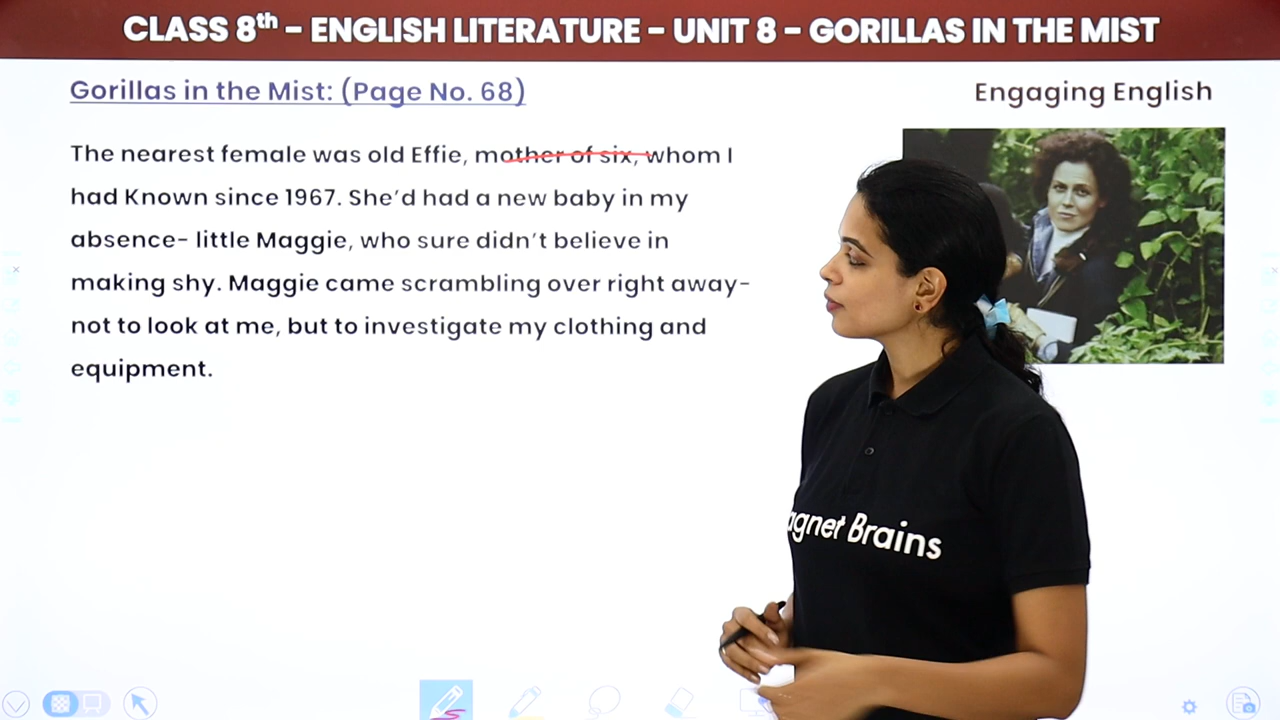 CLASS 8th – ENGLISH LITERATURE – UNIT 8 – GORILLAS IN THE MIST
Gorillas in the Mist: (Page No. 68)
Engaging English
The nearest female was old Effie, mother of six, whom I
had Known since 1967. She'd had a new baby in my
absence- little Maggie, who sure didn't believe in
making shy. Maggie came scrambling over right away-
not to look at me, but to investigate my clothing and
equipment.
agnet Brains